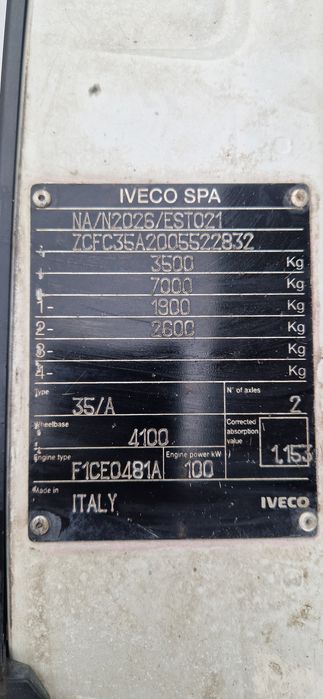 IVECO SPA
NA/N2026/EST021
ZCFC35A2005522832
3500 Kg
7000 Kg
1- 1900 Kg
2- 2600 Kg
3- Kg
4- Kg
Type 35/A N° of axles 2
Wheelbase 4100 Corrected absorption value 1.153
Engine type F1CE0481A Engine power kW 100
Made in ITALY IVECO